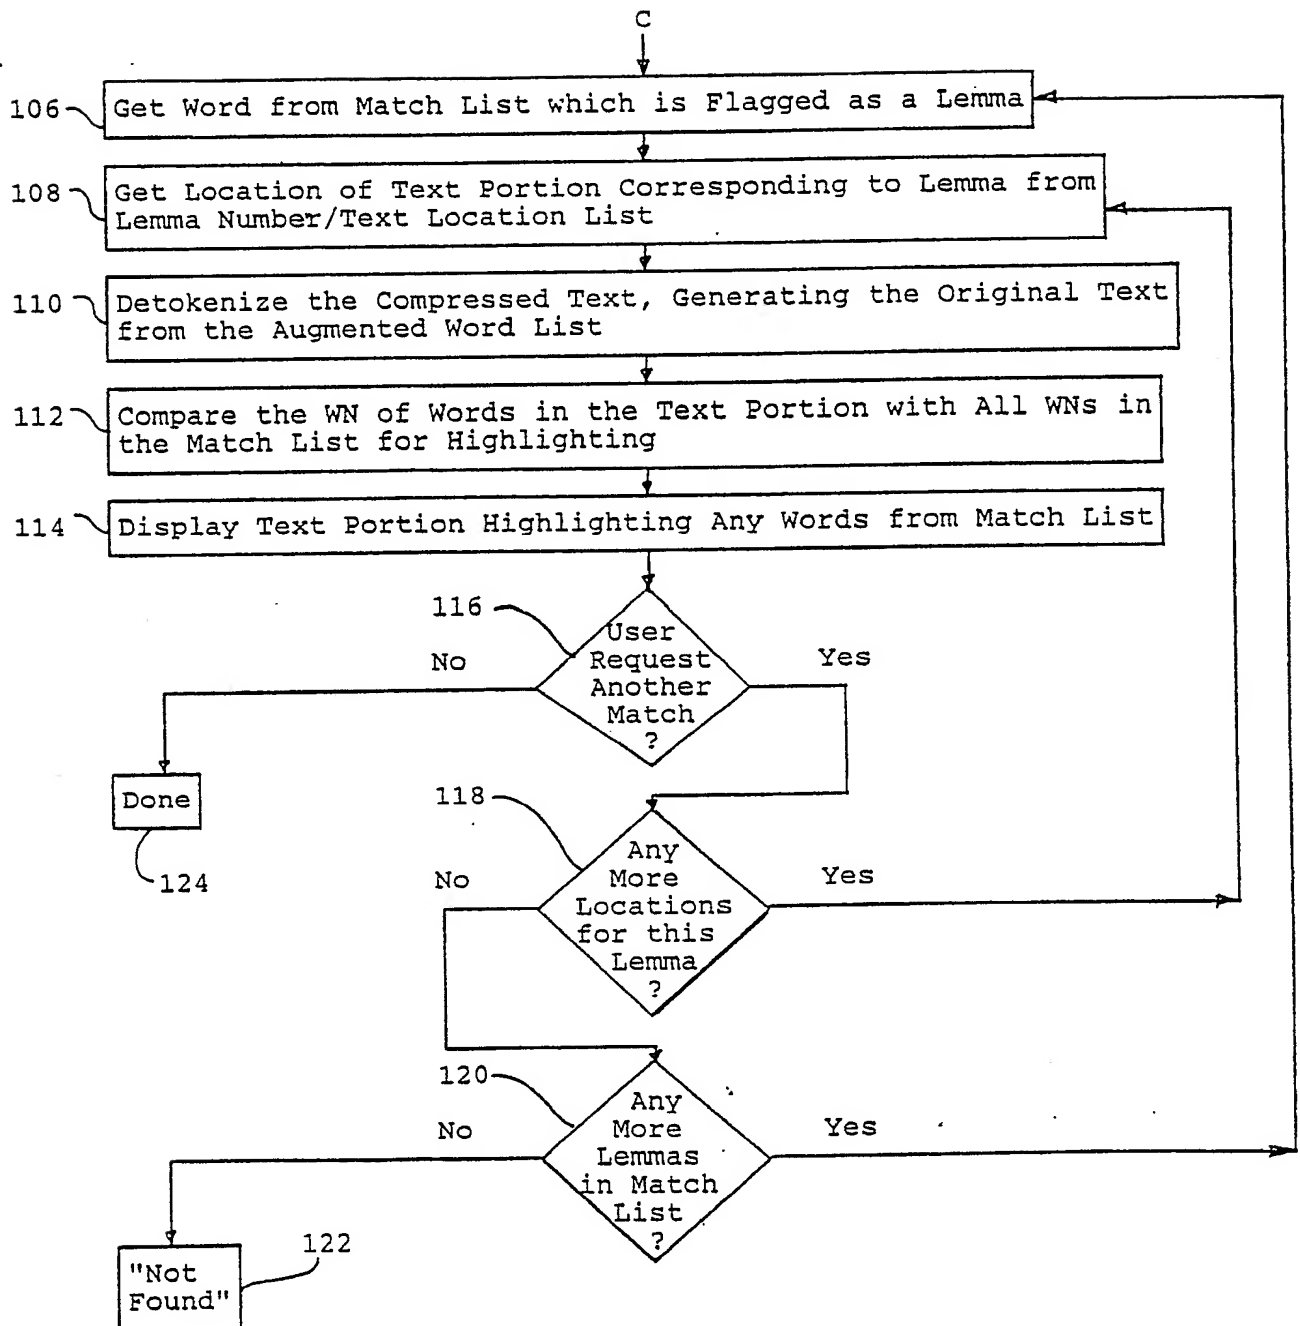 C
106
Get Word from Match List which is Flagged as a Lemma
108
Get Location of Text Portion Corresponding to Lemma from
Lemma Number/Text Location List
110
Detokenize the Compressed Text, Generating the Original Text
from the Augmented Word List
112
Compare the WN of Words in the Text Portion with All WNs in
the Match List for Highlighting
114
Display Text Portion Highlighting Any Words from Match List
116
User
Request
Another
Match
?
No
Yes
Done
124
118
Any
More
Locations
for this
Lemma
?
No
Yes
120
Any
More
Lemmas
in Match
List
?
No
Yes
122
"Not
Found"